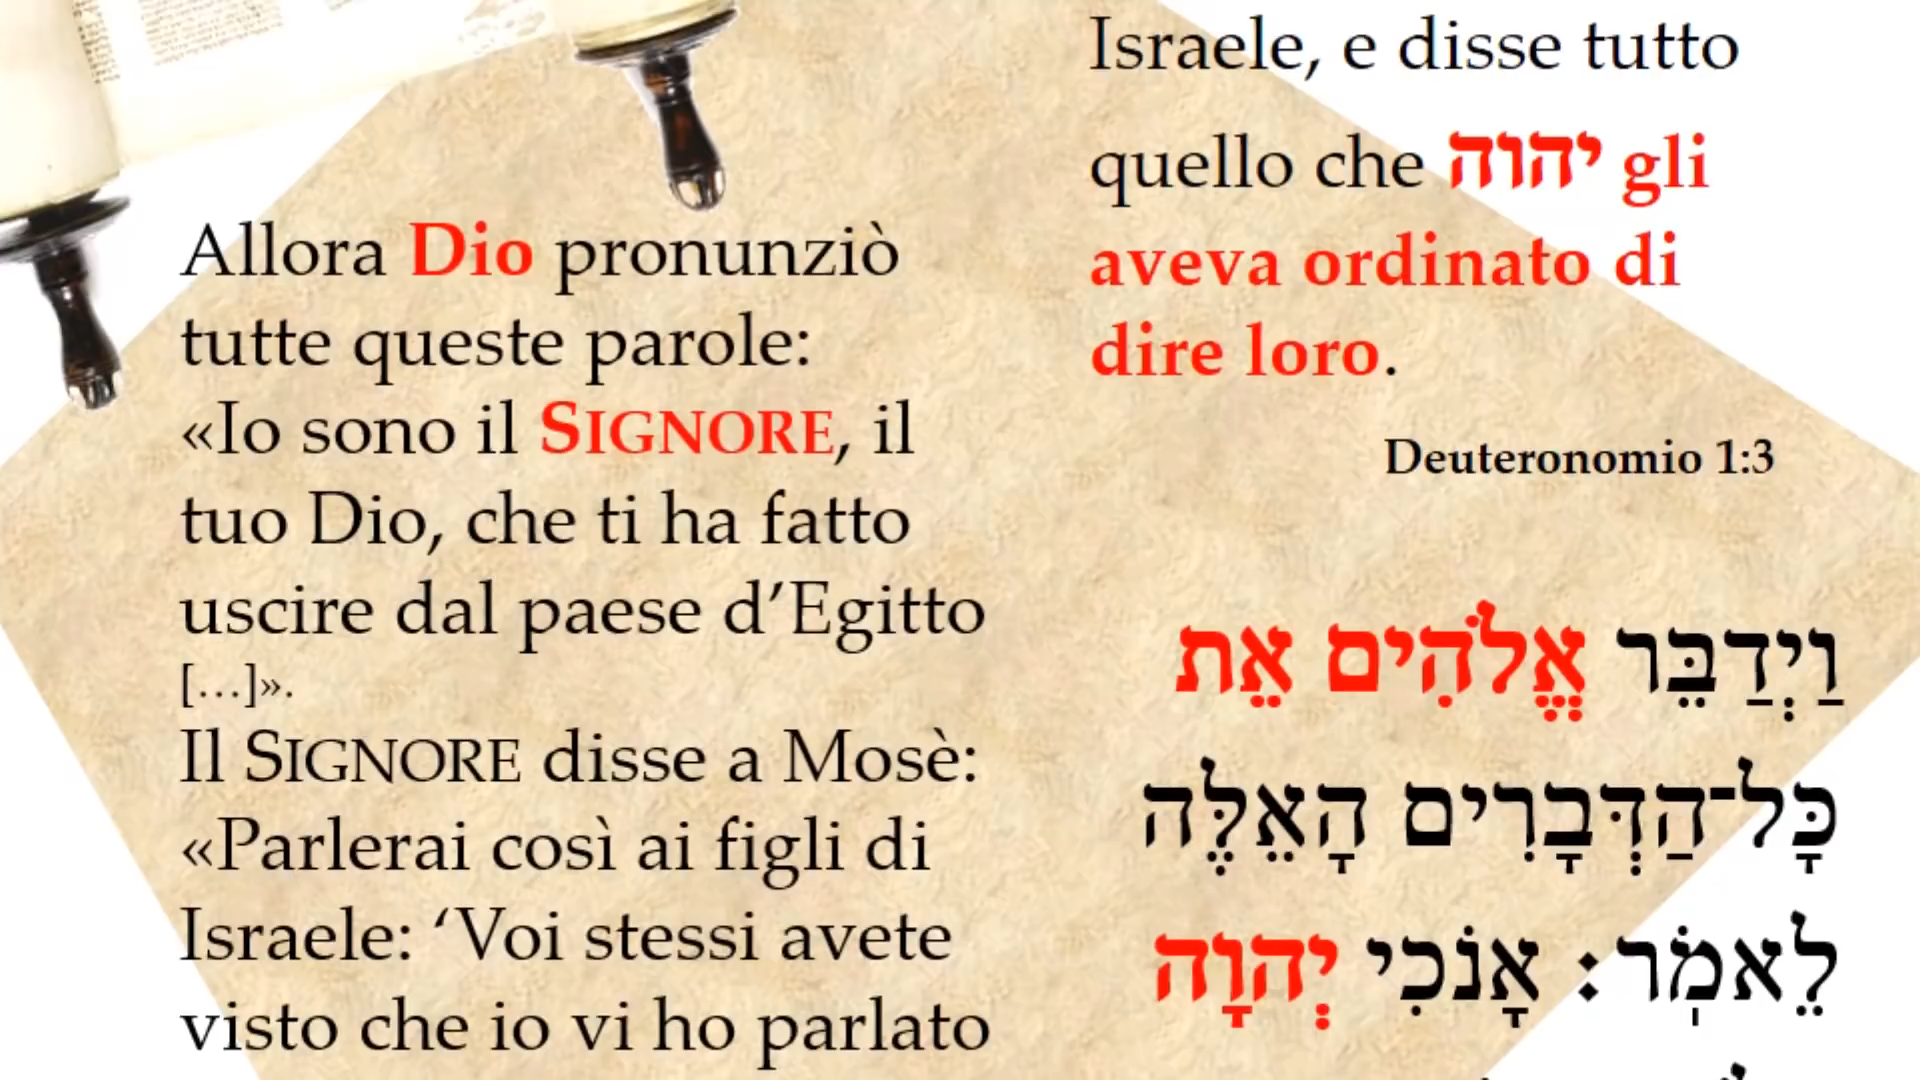 Allora Dio pronunziò
tutte queste parole:
«Io sono il SIGNORE, il
tuo Dio, che ti ha fatto
uscire dal paese d’Egitto
[…]».
Il SIGNORE disse a Mosè:
«Parlerai così ai figli di
Israele: ‘Voi stessi avete
visto che io vi ho parlato
Israele, e disse tutto
quello che יהוה gli
aveva ordinato di
dire loro.
Deuteronomio 1:3
וַיְדַבֵּר אֱלֹהִים אֵת
כָּל־הַדְּבָרִים הָאֵלֶּה
לֵאמֹֽר׃ אָנֹכִי יְהוָה